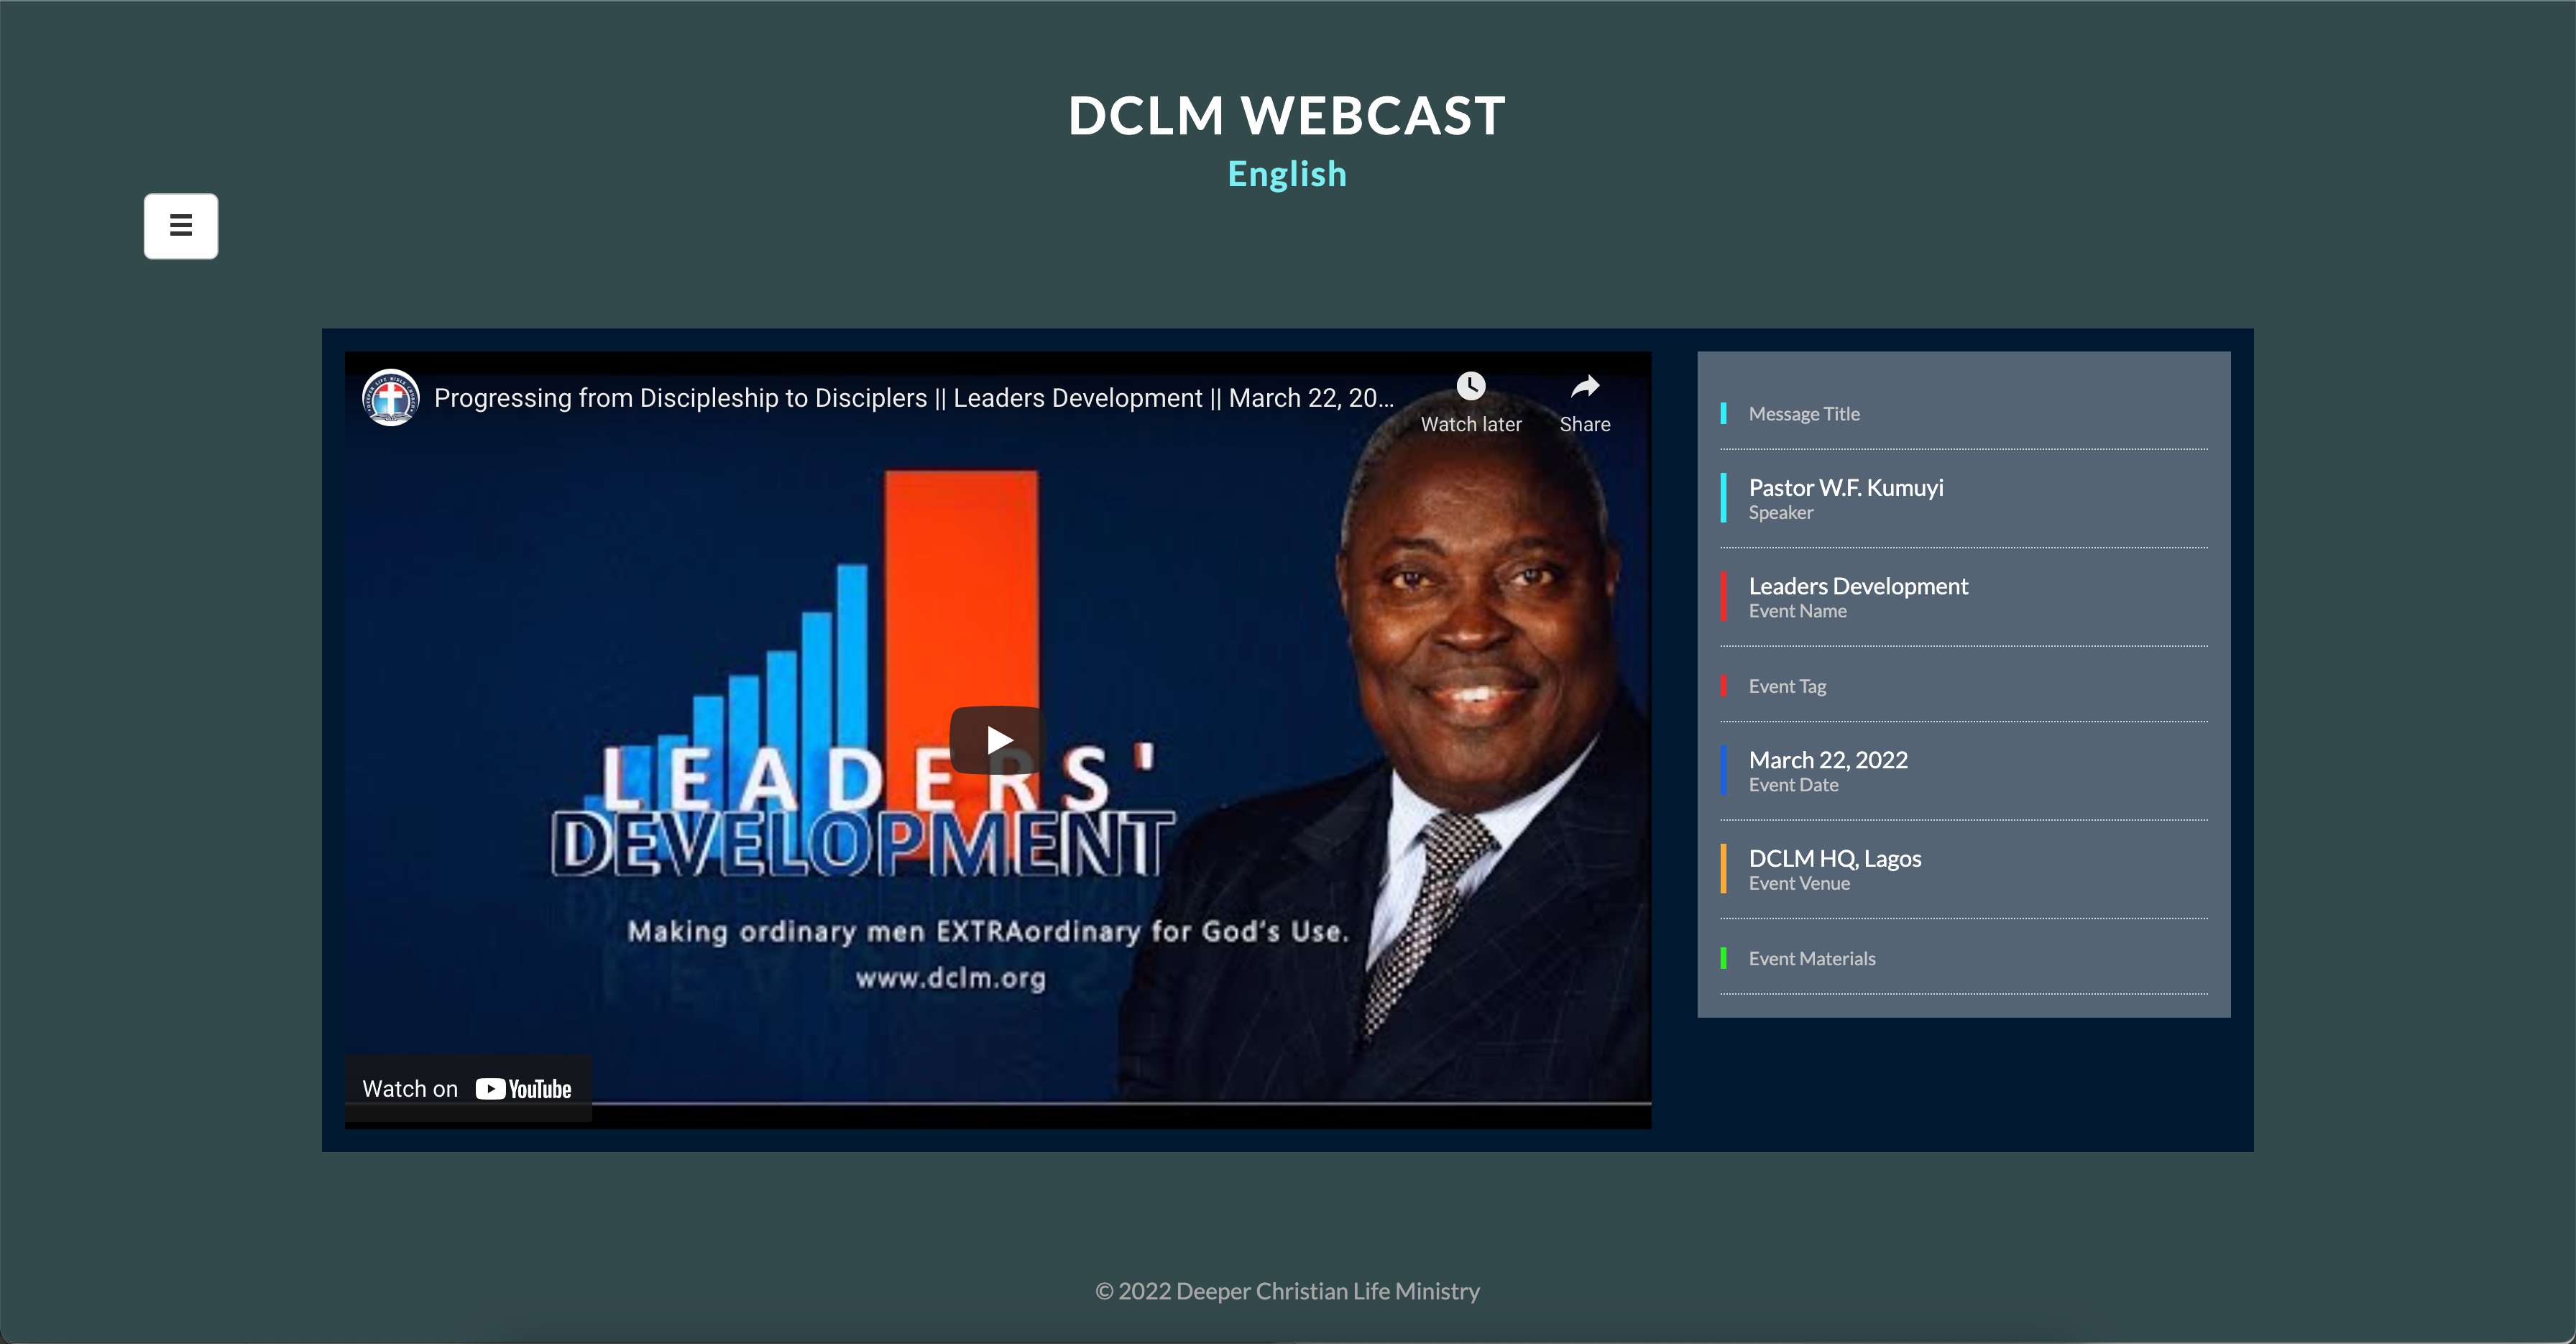 DCLM WEBCAST
English
Progressing from Discipleship to Disciplers || Leaders Development || March 22, 20...
Watch later
Share
LEADERS'
DEVELOPMENT
Making ordinary men EXTRAordinary for God's Use.
www.dclm.org
Watch on YouTube
Message Title
Pastor W.F. Kumuyi
Speaker
Leaders Development
Event Name
Event Tag
March 22, 2022
Event Date
DCLM HQ, Lagos
Event Venue
Event Materials
© 2022 Deeper Christian Life Ministry